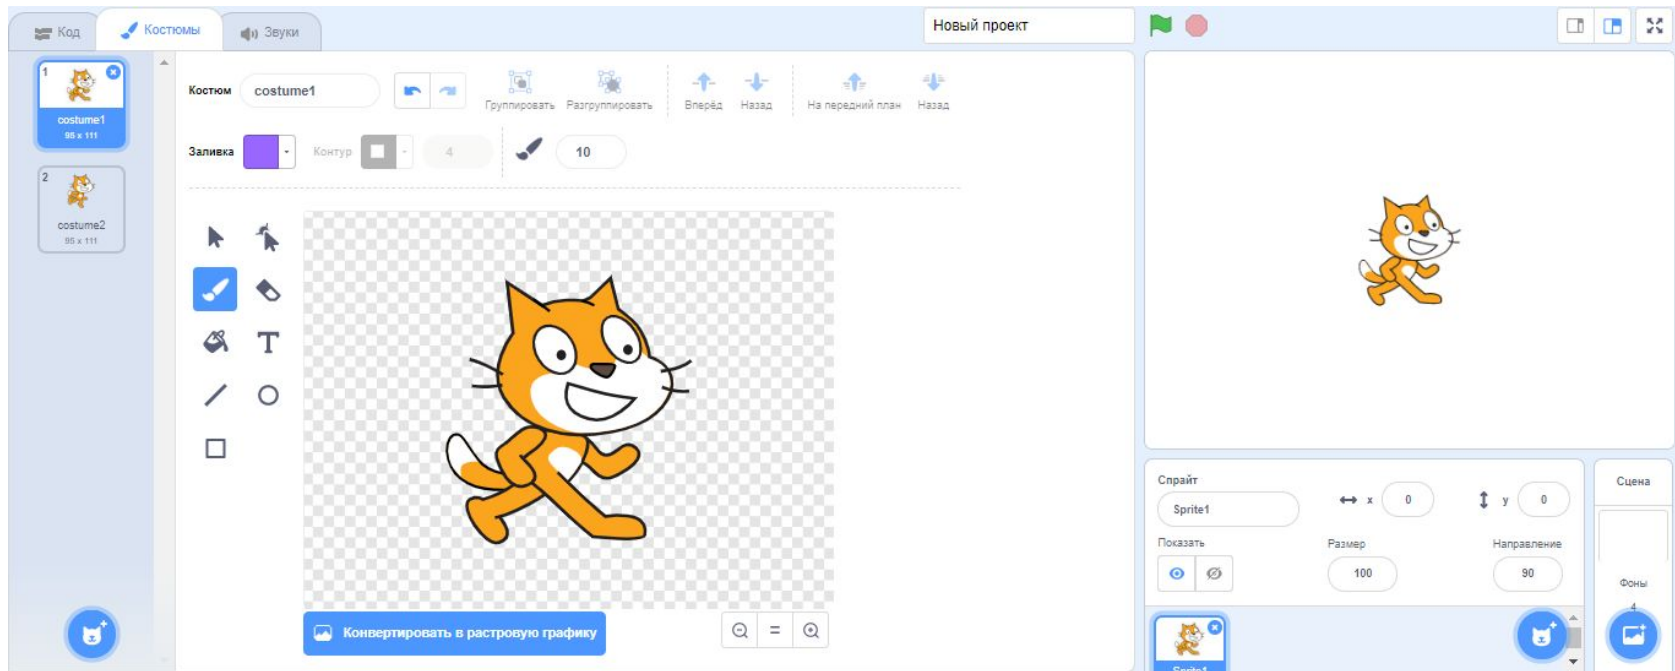 Код
Костюмы
Звуки
Новый проект
1
costume1
95 x 111
2
costume2
95 x 111
Костюм
costume1
Группировать
Разгруппировать
Вперёд
Назад
На передний план
Назад
Заливка
Контур
4
10
T
Конвертировать в растровую графику
=
Спрайт
Sprite1
x
0
y
0
Показать
Размер
100
Направление
90
Sprite1
Сцена
Фоны
4